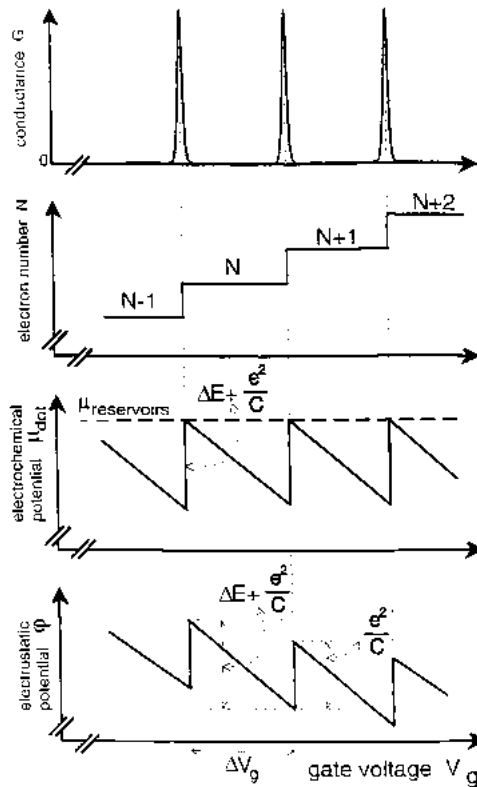 conductance G
0
electron number N
N-1
N
N+1
N+2
electrochemical
potential μdot
μreservoirs
ΔE+ e²/C
electrostatic
potential φ
ΔE+ e²/C
e²/C
ΔVg
gate voltage Vg